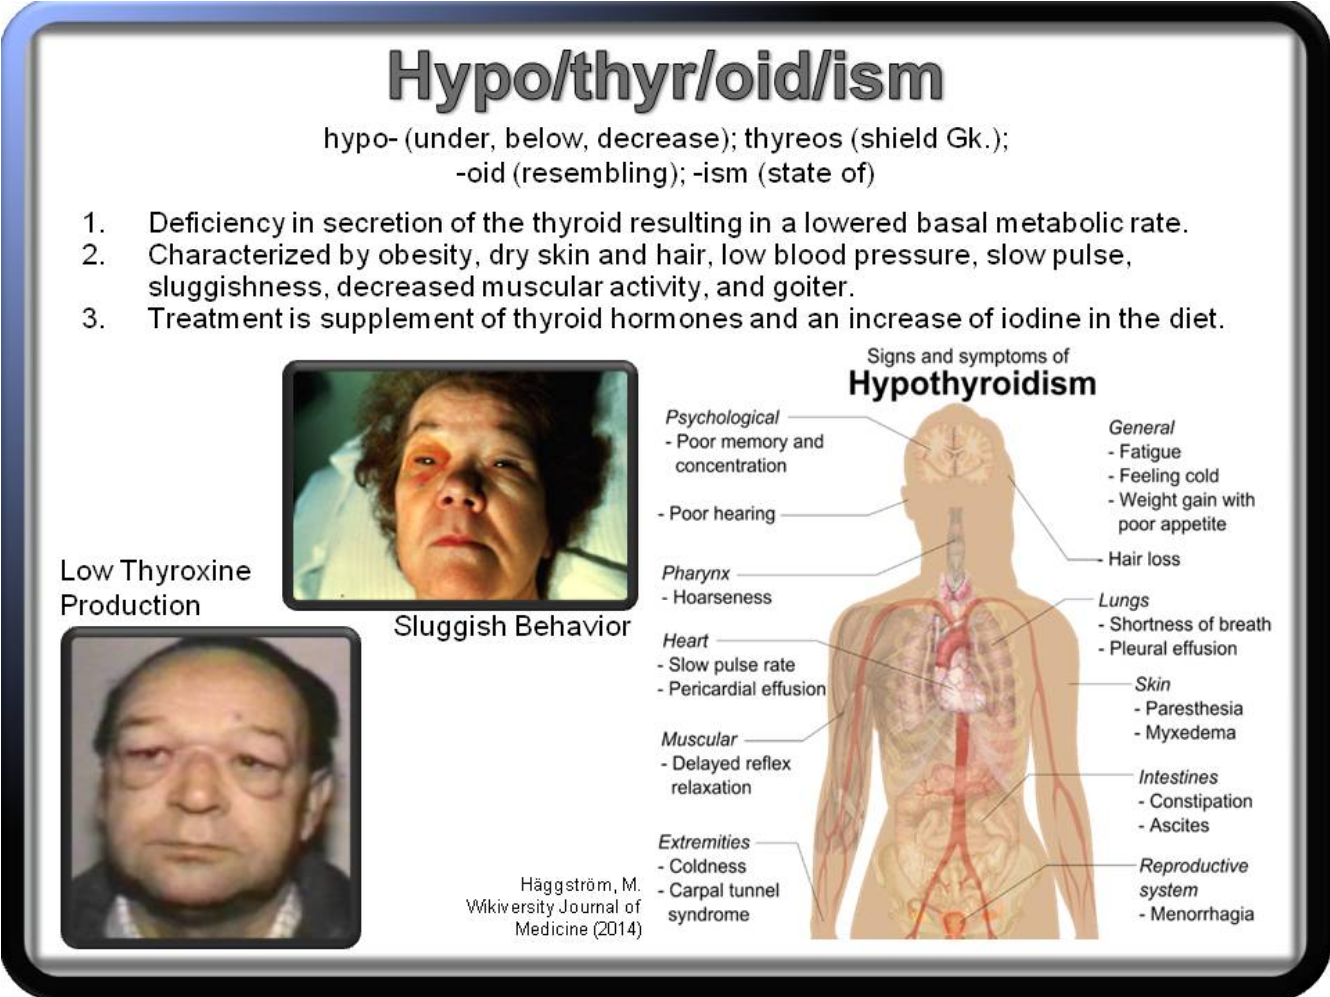 Hypo/thyr/oid/ism
hypo- (under, below, decrease); thyreos (shield Gk.);
-oid (resembling); -ism (state of)
1. Deficiency in secretion of the thyroid resulting in a lowered basal metabolic rate.
2. Characterized by obesity, dry skin and hair, low blood pressure, slow pulse,
sluggishness, decreased muscular activity, and goiter.
3. Treatment is supplement of thyroid hormones and an increase of iodine in the diet.
Low Thyroxine
Production
Sluggish Behavior
Häggström, M.
Wikiversity Journal of
Medicine (2014)
Signs and symptoms of
Hypothyroidism
Psychological
- Poor memory and
concentration
- Poor hearing
Pharynx
- Hoarseness
Heart
- Slow pulse rate
- Pericardial effusion
Muscular
- Delayed reflex
relaxation
Extremities
- Coldness
- Carpal tunnel
syndrome
General
- Fatigue
- Feeling cold
- Weight gain with
poor appetite
- Hair loss
Lungs
- Shortness of breath
- Pleural effusion
Skin
- Paresthesia
- Myxedema
Intestines
- Constipation
- Ascites
Reproductive
system
- Menorrhagia